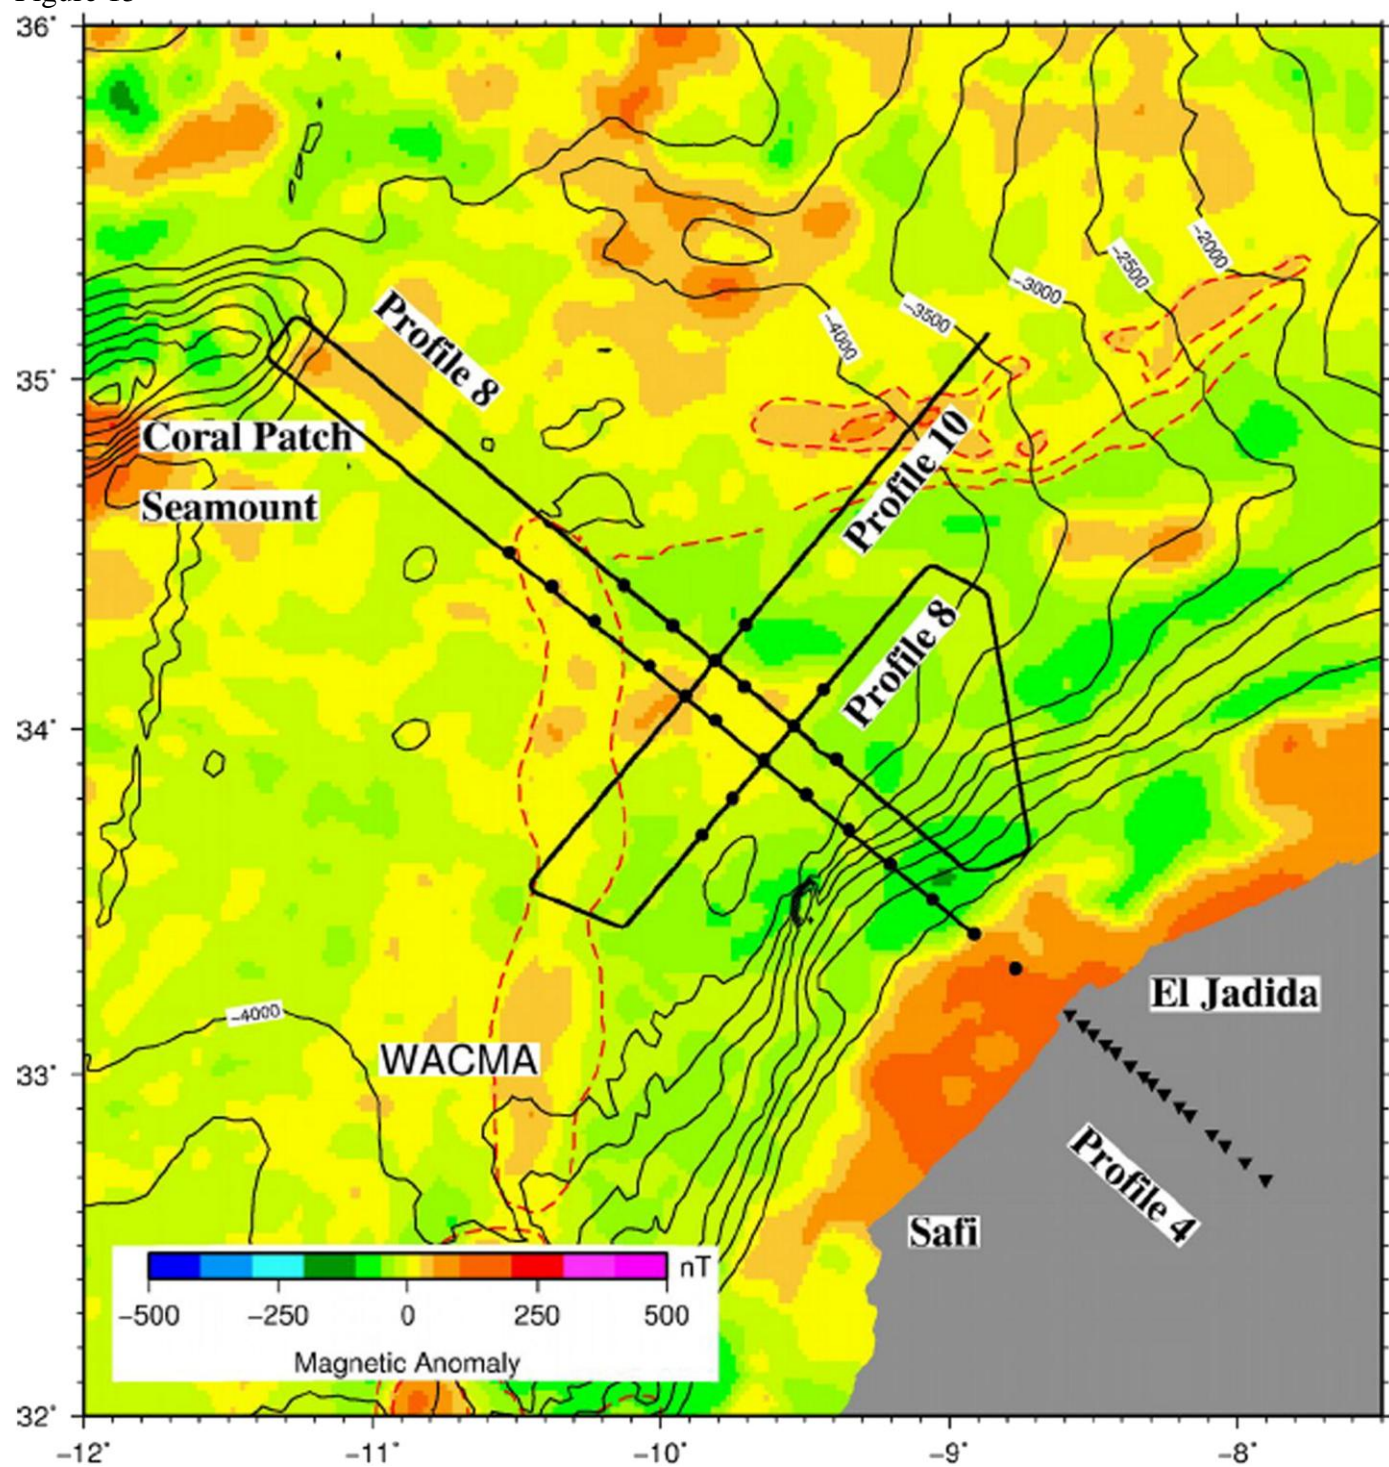 36°
35°
34°
33°
32°
−2000
−2500
−3000
−3500
−4000
Profile 8
Coral Patch
Seamount
Profile 10
Profile 8
El Jadida
−4000
WACMA
Profile 4
Safi
nT
−500 −250 0 250 500
Magnetic Anomaly
−12° −11° −10° −9° −8°